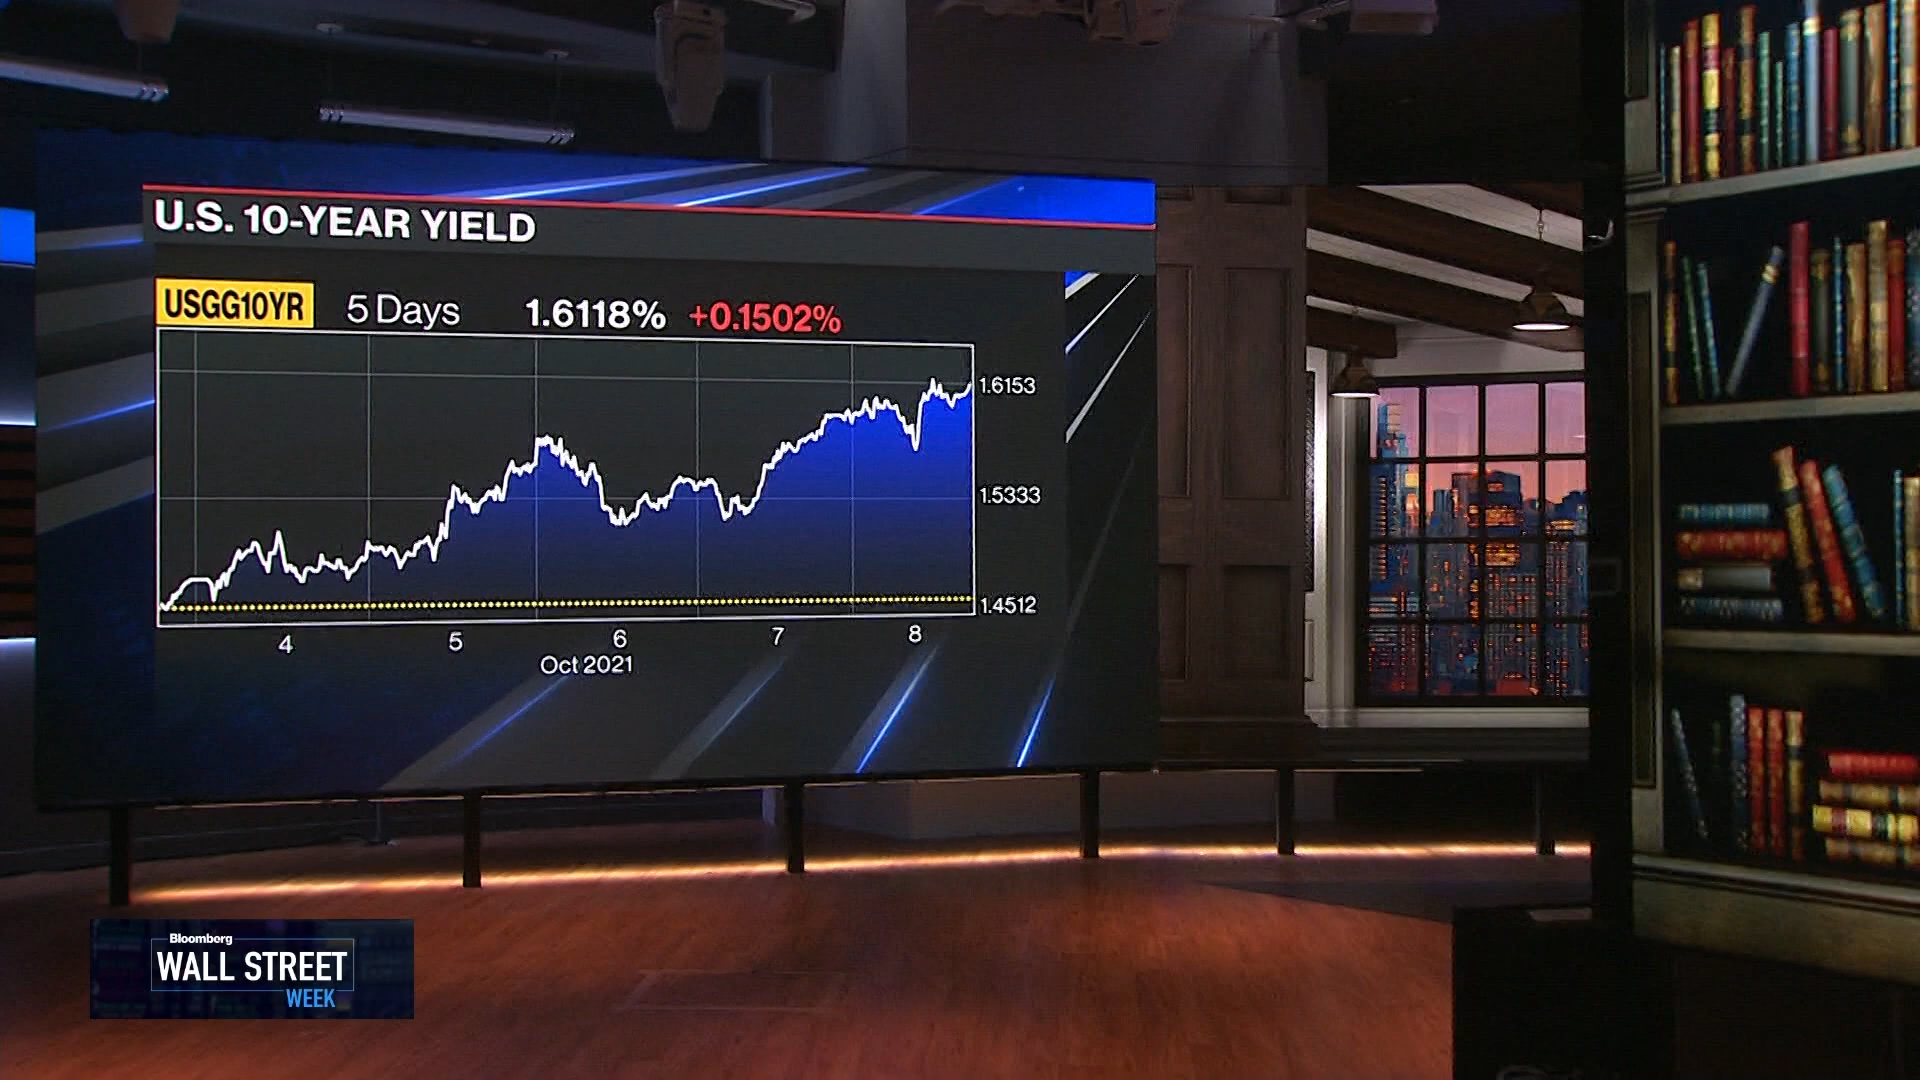 U.S. 10-YEAR YIELD
USGG10YR 5 Days 1.6118% +0.1502%
1.6153
1.5333
1.4512
4 5 6 7 8
Oct 2021
Bloomberg
WALL STREET
WEEK